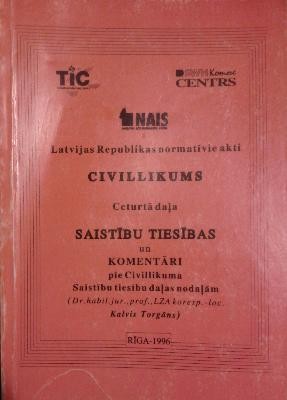 TIC
SWH Komerc
CENTRS
NAIS
Latvijas Republikas normatīvie akti
CIVILLIKUMS
Ceturtā daļa
SAISTĪBU TIESĪBAS
un
KOMENTĀRI
pie Civillikuma
Saistību tiesību daļas nodaļām
(Dr.habil.jur., prof., LZA koresp.-loc.
Kalvis Torgāns)
RĪGA-1996